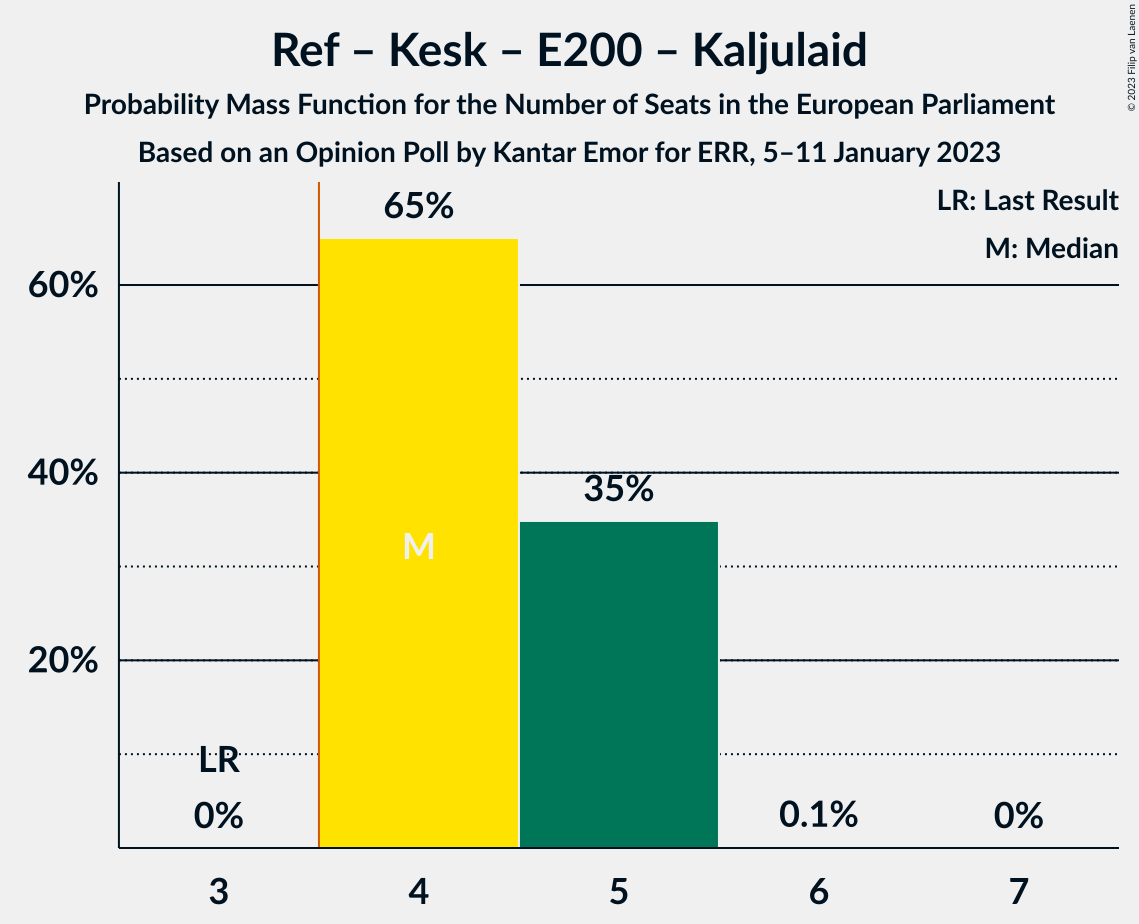 Ref – Kesk – E200 – Kaljulaid
Probability Mass Function for the Number of Seats in the European Parliament
Based on an Opinion Poll by Kantar Emor for ERR, 5–11 January 2023
© 2023 Filip van Laenen
LR: Last Result
M: Median
65%
60%
40%
35%
M
20%
LR
0%
0.1%
0%
3
4
5
6
7